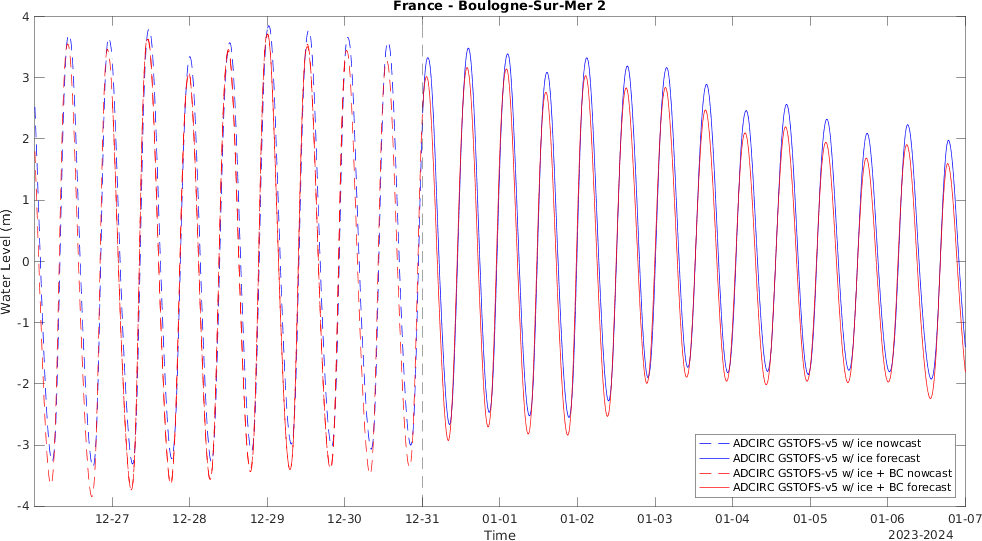 France - Boulogne-Sur-Mer 2
4
3
2
1
0
-1
-2
-3
-4
Water Level (m)
12-27 12-28 12-29 12-30 12-31 01-01 01-02 01-03 01-04 01-05 01-06 01-07
Time
2023-2024
ADCIRC GSTOFS-v5 w/ ice nowcast
ADCIRC GSTOFS-v5 w/ ice forecast
ADCIRC GSTOFS-v5 w/ ice + BC nowcast
ADCIRC GSTOFS-v5 w/ ice + BC forecast